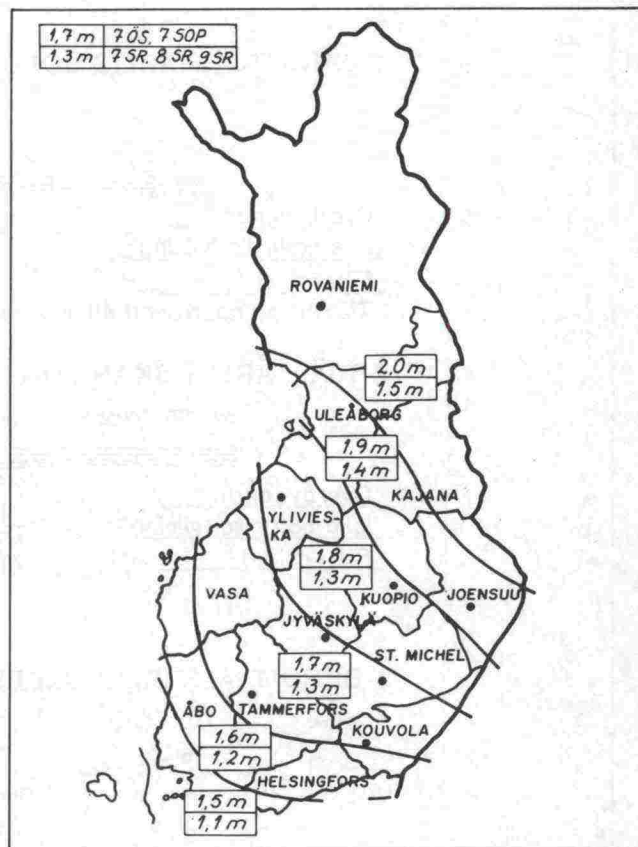 1,7 m 7 ÖS, 7 SOP
1,3 m 7 SR, 8 SR, 9 SR
ROVANIEMI
2,0 m
1,5 m
ULEÅBORG
1,9 m
1,4 m
KAJANA
YLIVIES-
KA
1,8 m
1,3 m
VASA
KUOPIO
JOENSUU
JYVÄSKYLÄ
ST. MICHEL
1,7 m
1,3 m
ÅBO
TAMMERFORS
1,6 m
1,2 m
KOUVOLA
HELSINGFORS
1,5 m
1,1 m